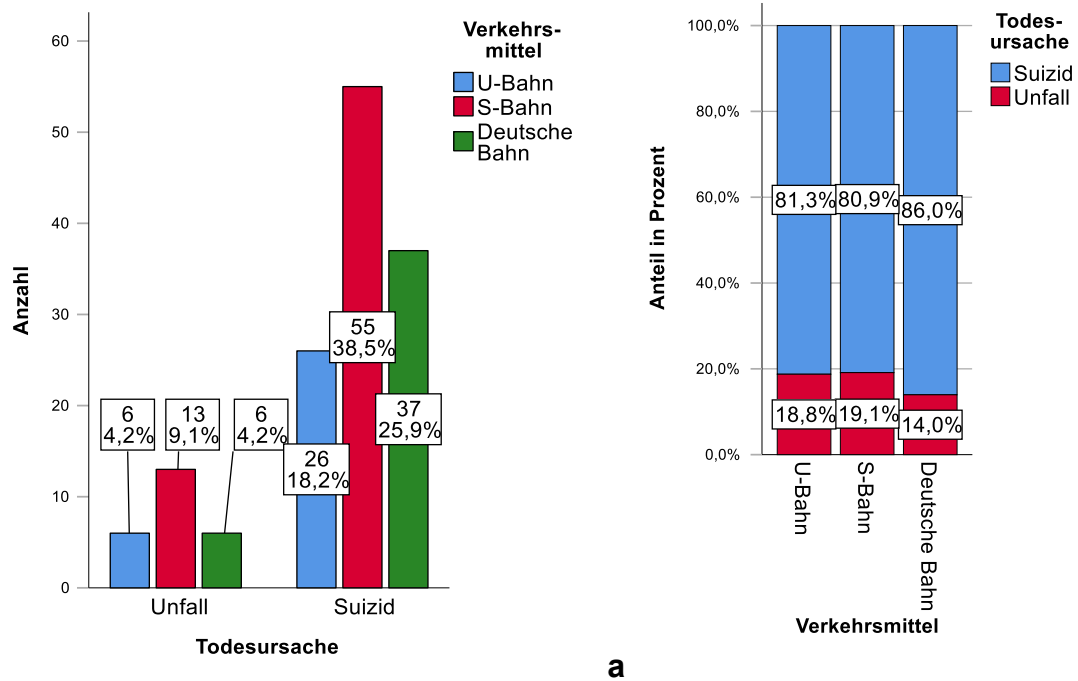 60
50
40
30
20
10
0
Anzahl
6
4,2%
13
9,1%
6
4,2%
26
18,2%
55
38,5%
37
25,9%
Unfall
Suizid
Todesursache
Verkehrs-
mittel
U-Bahn
S-Bahn
Deutsche
Bahn
100,0%
80,0%
60,0%
40,0%
20,0%
0,0%
Anteil in Prozent
81,3%
80,9%
86,0%
18,8%
19,1%
14,0%
U-Bahn
S-Bahn
Deutsche Bahn
Verkehrsmittel
Todes-
ursache
Suizid
Unfall
a